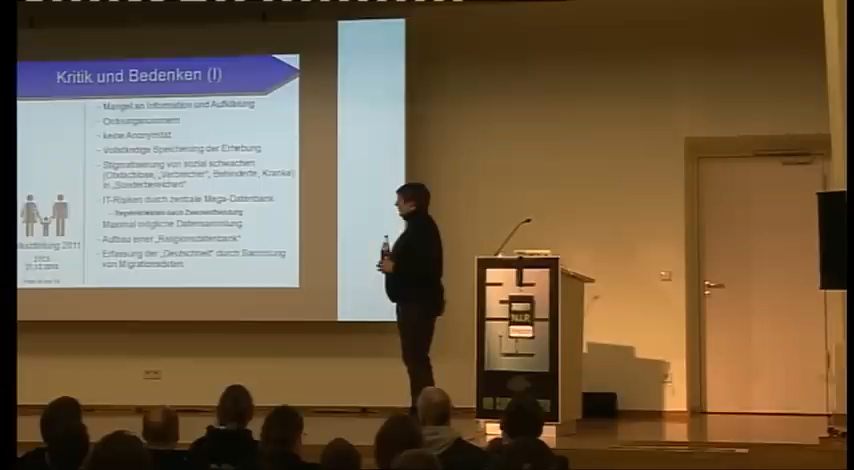 Kritik und Bedenken (I)
- Mangel an Information und Aufklärung
- Ordnungsnummern
- keine Anonymität
- Vollständige Speicherung der Erhebung
- Stigmatisierung von sozial schwachen
(Obdachlose, „Verbrecher", Behinderte, Kranke)
in „Sonderbereichen"
- IT-Risiken durch zentrale Mega-Datenbank
Maximal mögliche Datensammlung
- Aufbau einer „Religionsdatenbank"
- Erfassung der „Deutschheit" durch Sammlung
von Migrationsdaten
2011